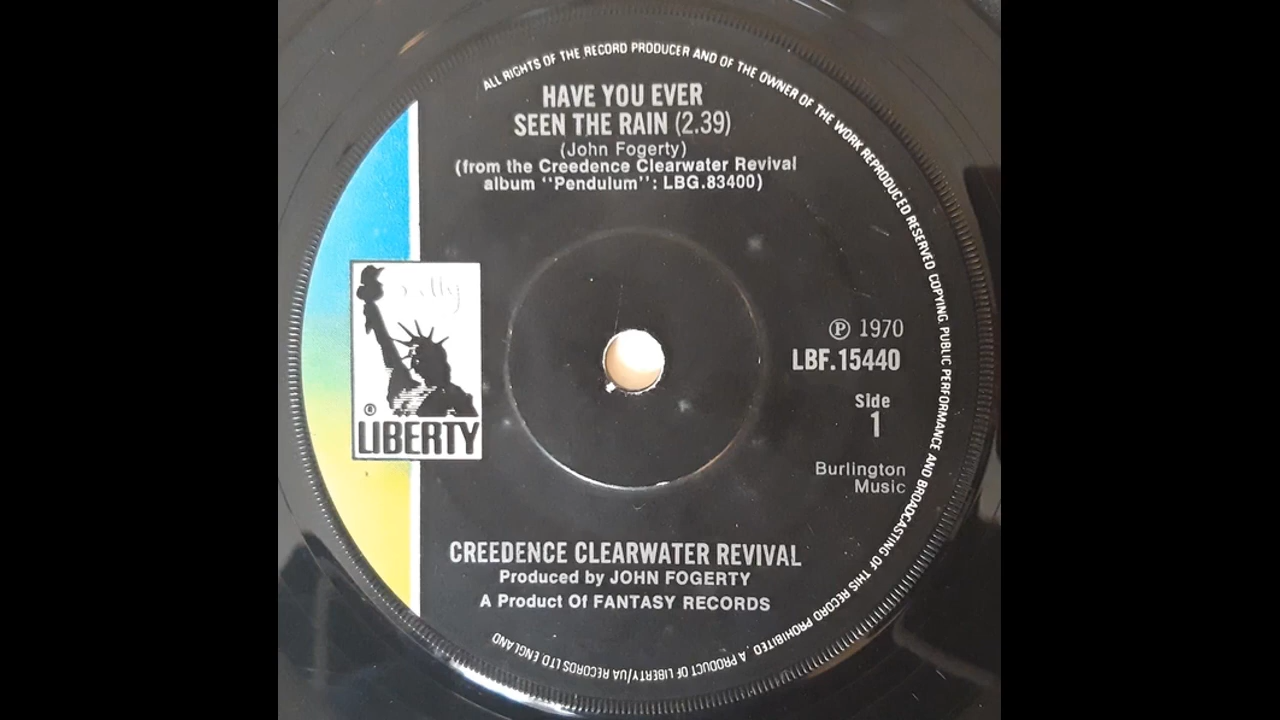 ALL RIGHTS OF THE RECORD PRODUCER AND OF THE OWNER OF THE WORK REPRODUCED RESERVED COPYING PUBLIC PERFORMANCE AND BROADCASTING OF THIS RECORD PROHIBITED. A PRODUCT OF LIBERTY/UA RECORDS LTD ENGLAND
HAVE YOU EVER
SEEN THE RAIN (2.39)
(John Fogerty)
(from the Creedence Clearwater Revival
album "Pendulum": LBG.83400)
® LIBERTY
℗ 1970
LBF.15440
Side
1
Burlington
Music
CREEDENCE CLEARWATER REVIVAL
Produced by JOHN FOGERTY
A Product Of FANTASY RECORDS